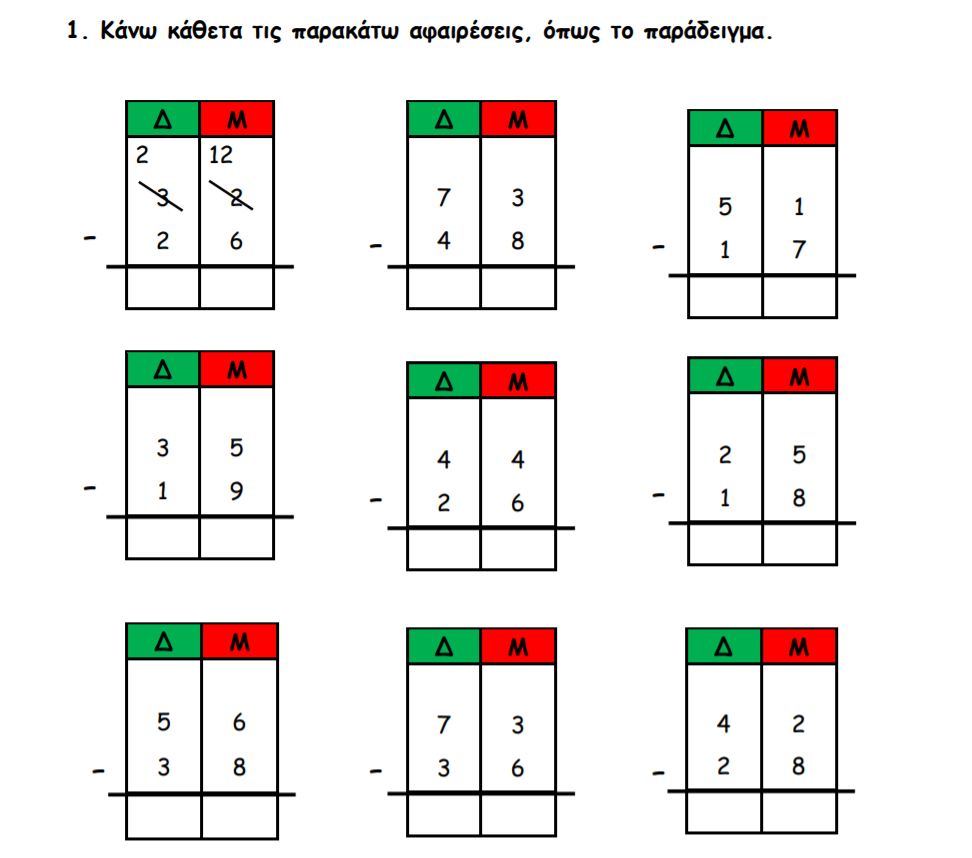 1. Κάνω κάθετα τις παρακάτω αφαιρέσεις, όπως το παράδειγμα.
Δ Μ Δ Μ Δ Μ
2 12
3 2 7 3 5 1
- 2 6 - 4 8 - 1 7
Δ Μ Δ Μ Δ Μ
3 5 4 4 2 5
- 1 9 - 2 6 - 1 8
Δ Μ Δ Μ Δ Μ
5 6 7 3 4 2
- 3 8 - 3 6 - 2 8